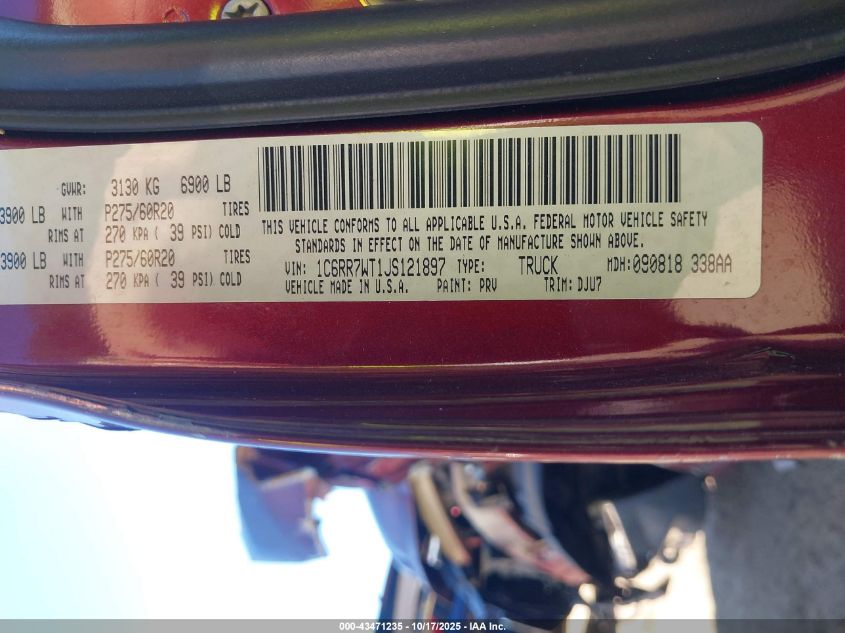 GVWR: 3130 KG 6900 LB
3900 LB WITH P275/60R20 TIRES
RIMS AT 270 KPA ( 39 PSI) COLD
3900 LB WITH P275/60R20 TIRES
RIMS AT 270 KPA ( 39 PSI) COLD
THIS VEHICLE CONFORMS TO ALL APPLICABLE U.S.A. FEDERAL MOTOR VEHICLE SAFETY
STANDARDS IN EFFECT ON THE DATE OF MANUFACTURE SHOWN ABOVE.
VIN: 1C6RR7WT1JS121897 TYPE: TRUCK MDH: 090818 338AA
VEHICLE MADE IN U.S.A. PAINT: PRV TRIM: DJU7
000-43471235 - 10/17/2025 - IAA Inc.